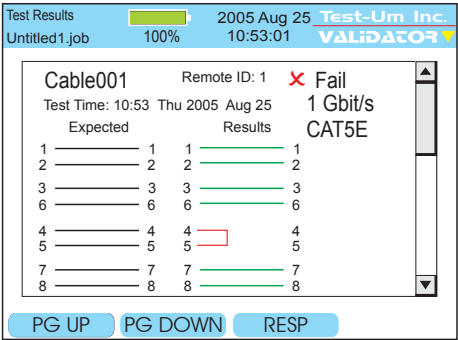 Test Results 2005 Aug 25 Test-Um Inc.
Untitled1.job 100% 10:53:01 VALiDATOR
Cable001 Remote ID: 1 ✗ Fail
Test Time: 10:53 Thu 2005 Aug 25 1 Gbit/s
Expected Results CAT5E
1 1 1 1
2 2 2 2
3 3 3 3
6 6 6 6
4 4 4 4
5 5 5 5
7 7 7 7
8 8 8 8
PG UP PG DOWN RESP